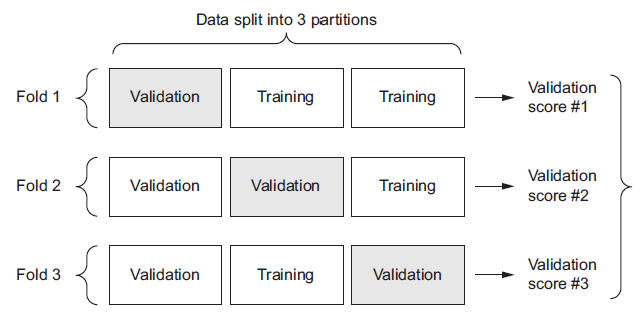 Data split into 3 partitions
Fold 1
Validation
Training
Training
Validation
score #1
Fold 2
Validation
Validation
Training
Validation
score #2
Fold 3
Validation
Training
Validation
Validation
score #3